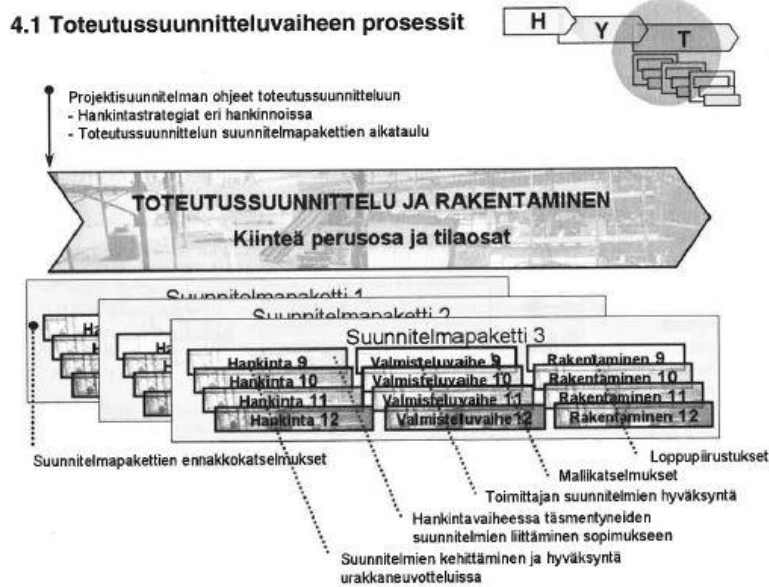 4.1 Toteutussuunnitteluvaiheen prosessit
H
Y
T
Projektisuunnitelman ohjeet toteutussuunnitteluun
- Hankintastrategiat eri hankinnoissa
- Toteutussuunnittelun suunnitelmapakettien aikataulu
TOTEUTUSSUUNNITTELU JA RAKENTAMINEN
Kiinteä perusosa ja tilaosat
Suunnitelmapaketti 1
Suunnitelmapaketti 2
Suunnitelmapaketti 3
Hankinta 9 Valmisteluvaihe 9 Rakentaminen 9
Hankinta 10 Valmisteluvaihe 10 Rakentaminen 10
Hankinta 11 Valmisteluvaihe 11 Rakentaminen 11
Hankinta 12 Valmisteluvaihe 12 Rakentaminen 12
Suunnitelmapakettien ennakkokatselmukset
Loppupiirustukset
Mallikatselmukset
Toimittajan suunnitelmien hyväksyntä
Hankintavaiheessa täsmentyneiden
suunnitelmien liittäminen sopimukseen
Suunnitelmien kehittäminen ja hyväksyntä
urakkaneuvotteluissa